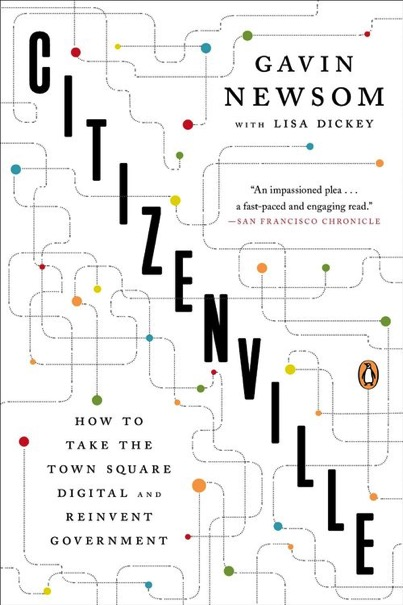 GAVIN
NEWSOM
WITH LISA DICKEY
“An impassioned plea . . .
a fast-paced and engaging read.”
—SAN FRANCISCO CHRONICLE
CITIZENVILLE
HOW TO
TAKE THE
TOWN SQUARE
DIGITAL AND
REINVENT
GOVERNMENT